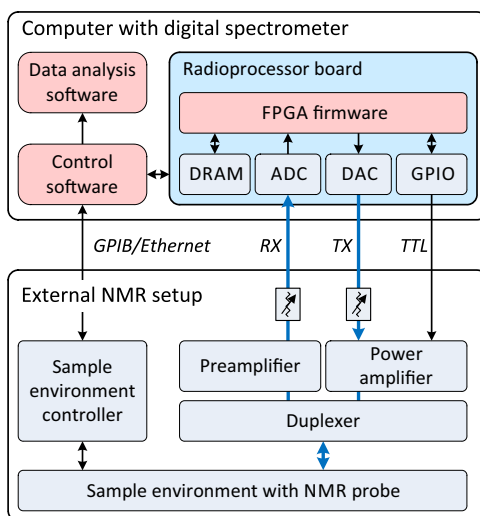 Computer with digital spectrometer
Data analysis
software
Radioprocessor board
FPGA firmware
Control
software
DRAM
ADC
DAC
GPIO
GPIB/Ethernet
RX
TX
TTL
External NMR setup
Sample
environment
controller
Preamplifier
Power
amplifier
Duplexer
Sample environment with NMR probe